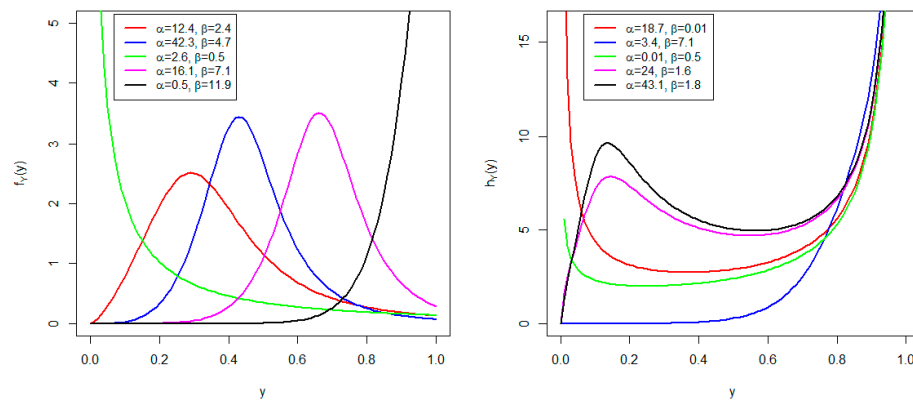 α=12.4, β=2.4
α=42.3, β=4.7
α=2.6, β=0.5
α=16.1, β=7.1
α=0.5, β=11.9
5
4
3
2
1
0
f_Y(y)
0.0 0.2 0.4 0.6 0.8 1.0
y
α=18.7, β=0.01
α=3.4, β=7.1
α=0.01, β=0.5
α=24, β=1.6
α=43.1, β=1.8
15
10
5
0
h_Y(y)
0.0 0.2 0.4 0.6 0.8 1.0
y